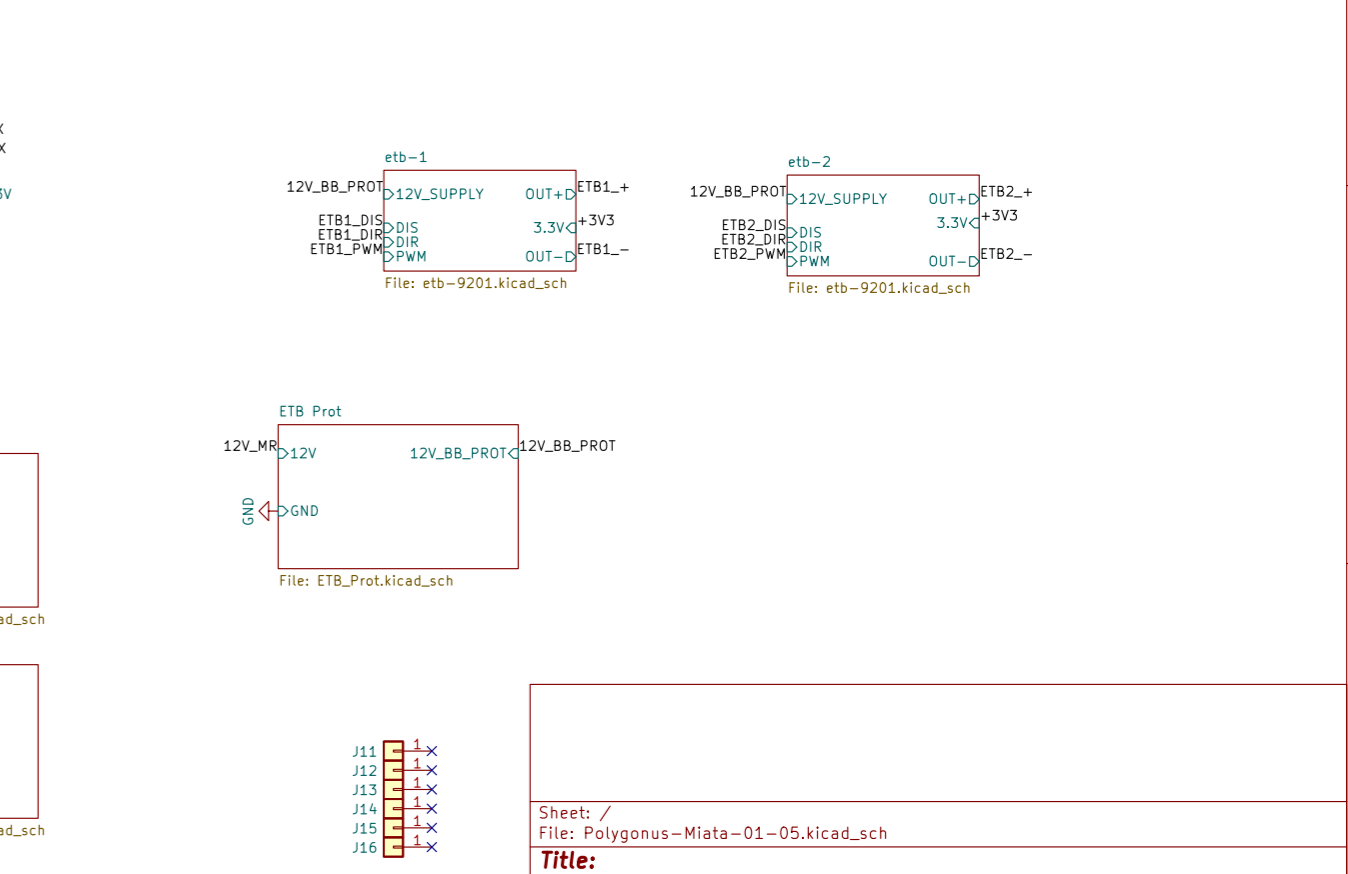 X
X
3V
etb-1
12V_BB_PROT
12V_SUPPLY
OUT+
ETB1_+
ETB1_DIS
DIS
3.3V
+3V3
ETB1_DIR
DIR
ETB1_PWM
PWM
OUT-
ETB1_-
File: etb-9201.kicad_sch
etb-2
12V_BB_PROT
12V_SUPPLY
OUT+
ETB2_+
ETB2_DIS
DIS
3.3V
+3V3
ETB2_DIR
DIR
ETB2_PWM
PWM
OUT-
ETB2_-
File: etb-9201.kicad_sch
ETB Prot
12V_MR
12V
12V_BB_PROT
12V_BB_PROT
GND
GND
File: ETB_Prot.kicad_sch
ad_sch
ad_sch
J11 1
J12 1
J13 1
J14 1
J15 1
J16 1
Sheet: /
File: Polygonus-Miata-01-05.kicad_sch
Title: